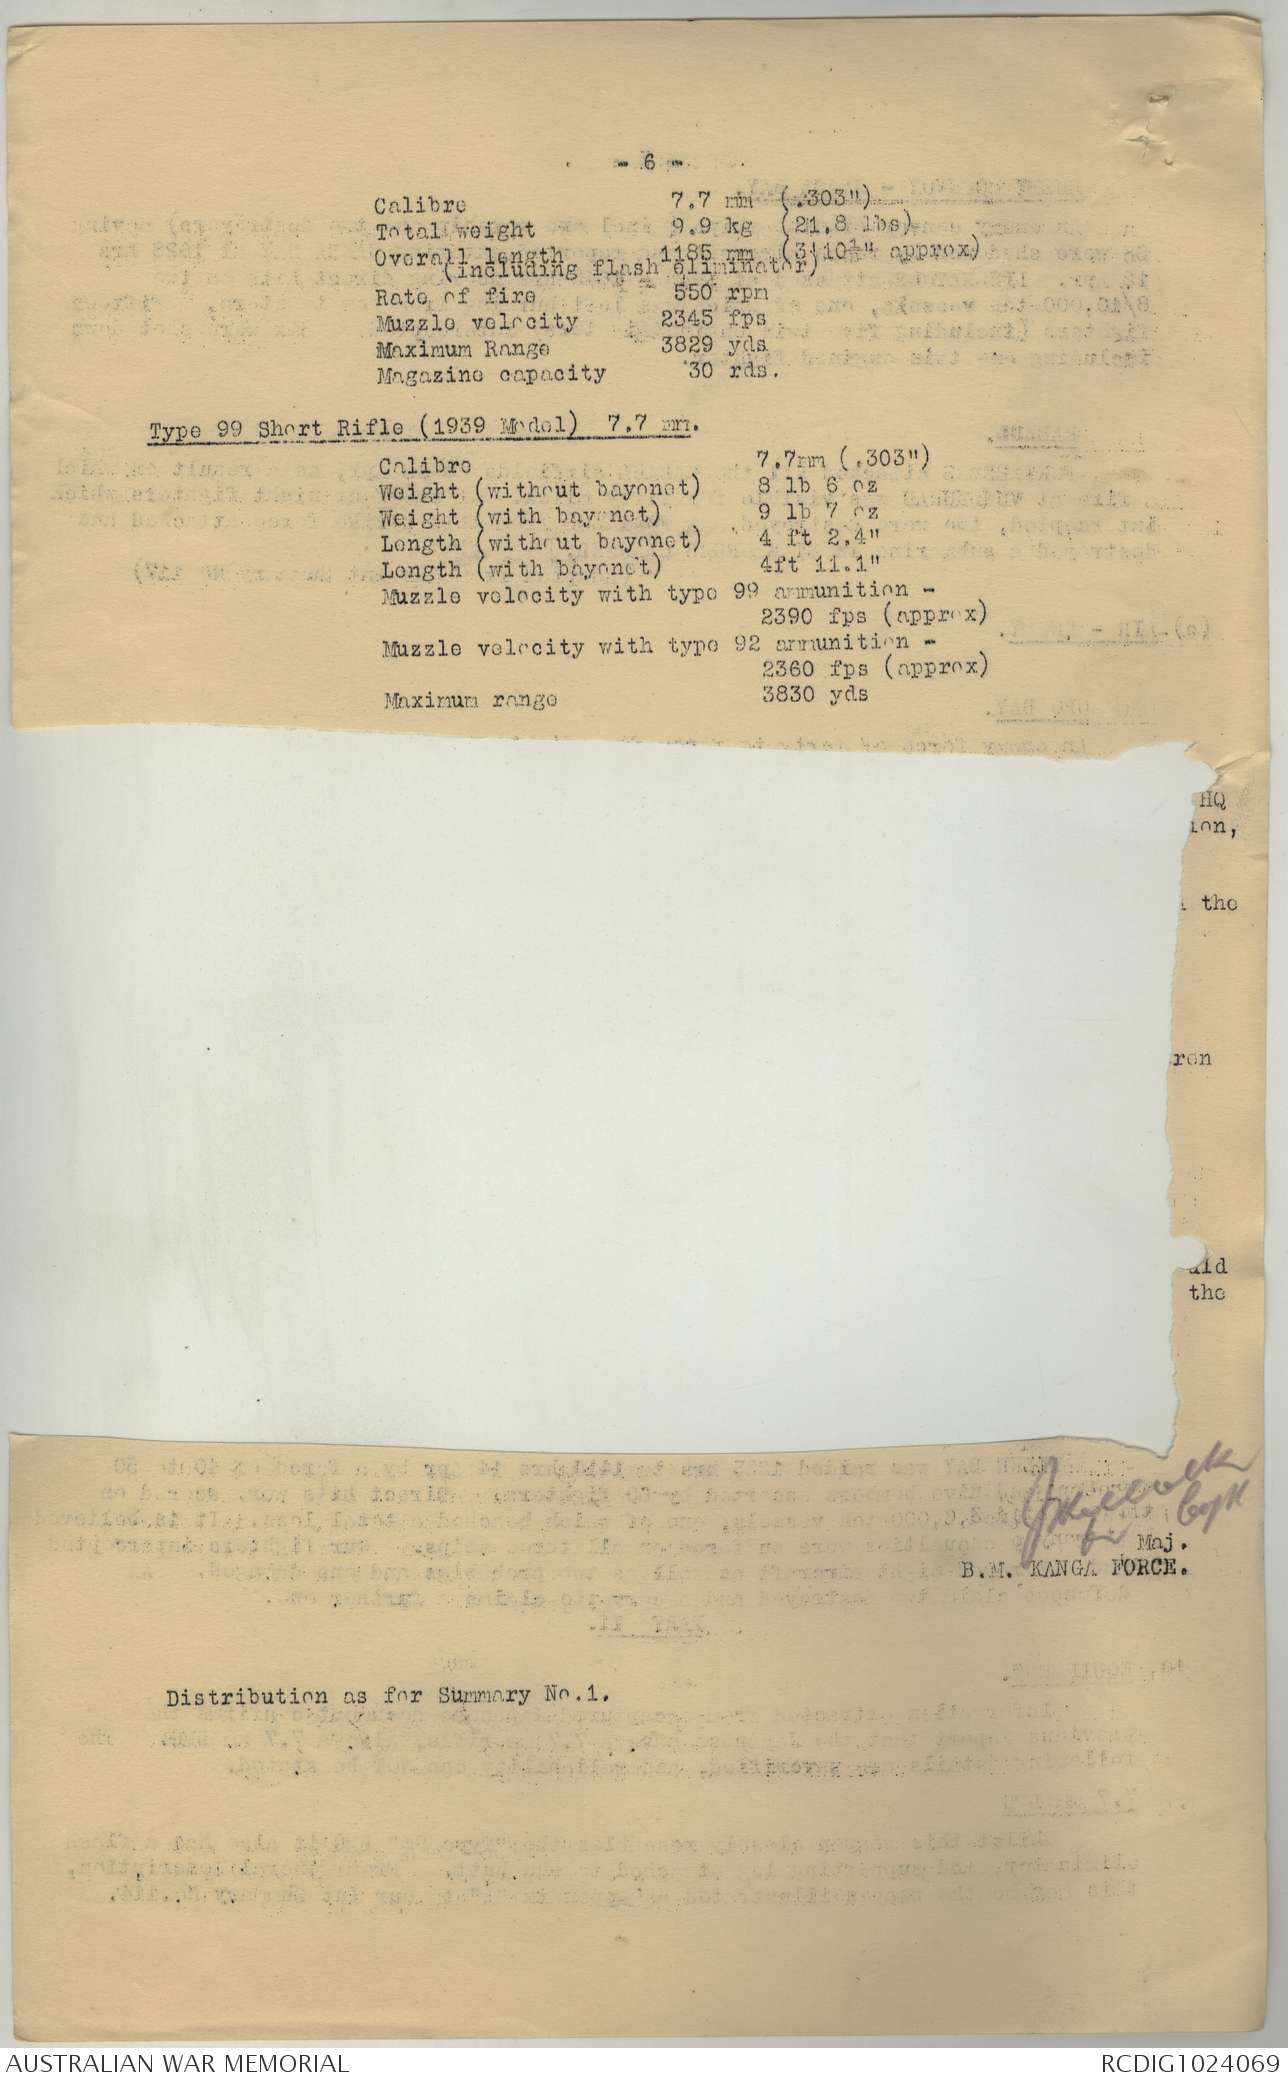 - 6 -
Calibre 7.7 mm (.303")
Total weight 9.9 kg (21.8 lbs)
Overall length 1185 mm (3'10¼" approx)
(including flash eliminator)
Rate of fire 550 rpm
Muzzle velocity 2345 fps
Maximum Range 3829 yds
Magazine capacity 30 rds.
Type 99 Short Rifle (1939 Model) 7.7 mm.
Calibre 7.7mm (.303")
Weight (without bayonet) 8 lb 6 oz
Weight (with bayonet) 9 lb 7 oz
Length (without bayonet) 4 ft 2.4"
Length (with bayonet) 4ft 11.1"
Muzzle velocity with type 99 ammunition -
2390 fps (approx)
Muzzle velocity with type 92 ammunition -
2360 fps (approx)
Maximum range 3830 yds
HQ
ion,
the
ren
uld
the
Maj.
B.M. KANGA FORCE.
Distribution as for Summary No.1.
AUSTRALIAN WAR MEMORIAL RCDIG1024069